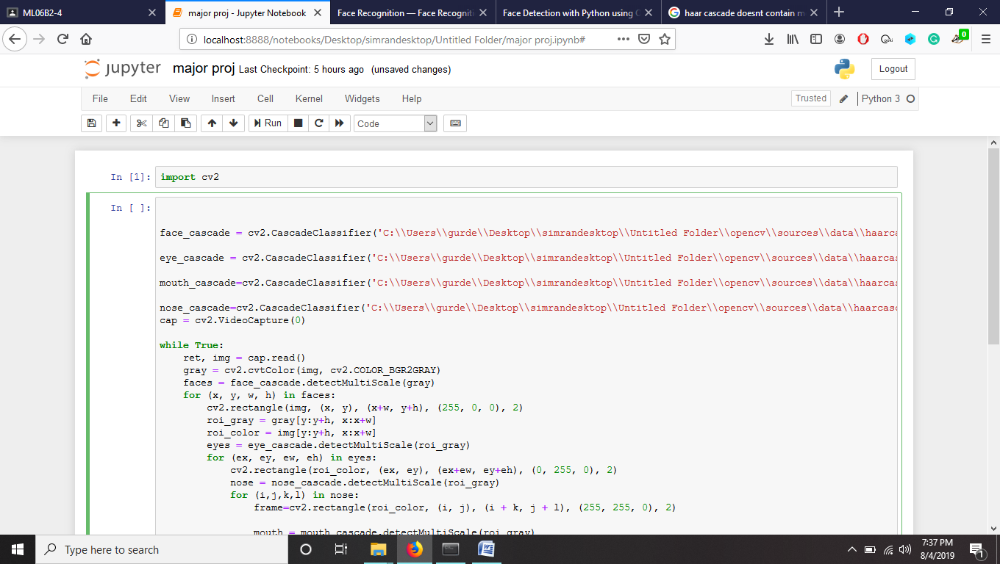 ML06B2-4
major proj - Jupyter Notebook
Face Recognition — Face Recogniti
Face Detection with Python using
haar cascade doesnt contain m
localhost:8888/notebooks/Desktop/simrandesktop/Untitled Folder/major proj.ipynb#
0
jupyter major proj Last Checkpoint: 5 hours ago (unsaved changes)
Logout
File Edit View Insert Cell Kernel Widgets Help
Trusted Python 3
Run Code
In [1]: import cv2
In [ ]:
face_cascade = cv2.CascadeClassifier('C:\\Users\\gurde\\Desktop\\simrandesktop\\Untitled Folder\\opencv\\sources\\data\\haarcas
eye_cascade = cv2.CascadeClassifier('C:\\Users\\gurde\\Desktop\\simrandesktop\\Untitled Folder\\opencv\\sources\\data\\haarcas
mouth_cascade=cv2.CascadeClassifier('C:\\Users\\gurde\\Desktop\\simrandesktop\\Untitled Folder\\opencv\\sources\\data\\haarcas
nose_cascade=cv2.CascadeClassifier('C:\\Users\\gurde\\Desktop\\simrandesktop\\Untitled Folder\\opencv\\sources\\data\\haarcasc
cap = cv2.VideoCapture(0)
while True:
    ret, img = cap.read()
    gray = cv2.cvtColor(img, cv2.COLOR_BGR2GRAY)
    faces = face_cascade.detectMultiScale(gray)
    for (x, y, w, h) in faces:
        cv2.rectangle(img, (x, y), (x+w, y+h), (255, 0, 0), 2)
        roi_gray = gray[y:y+h, x:x+w]
        roi_color = img[y:y+h, x:x+w]
        eyes = eye_cascade.detectMultiScale(roi_gray)
        for (ex, ey, ew, eh) in eyes:
            cv2.rectangle(roi_color, (ex, ey), (ex+ew, ey+eh), (0, 255, 0), 2)
            nose = nose_cascade.detectMultiScale(roi_gray)
            for (i,j,k,l) in nose:
                frame=cv2.rectangle(roi_color, (i, j), (i + k, j + l), (255, 255, 0), 2)
                mouth = mouth_cascade.detectMultiScale(roi_gray)
Type here to search
7:37 PM
8/4/2019
1